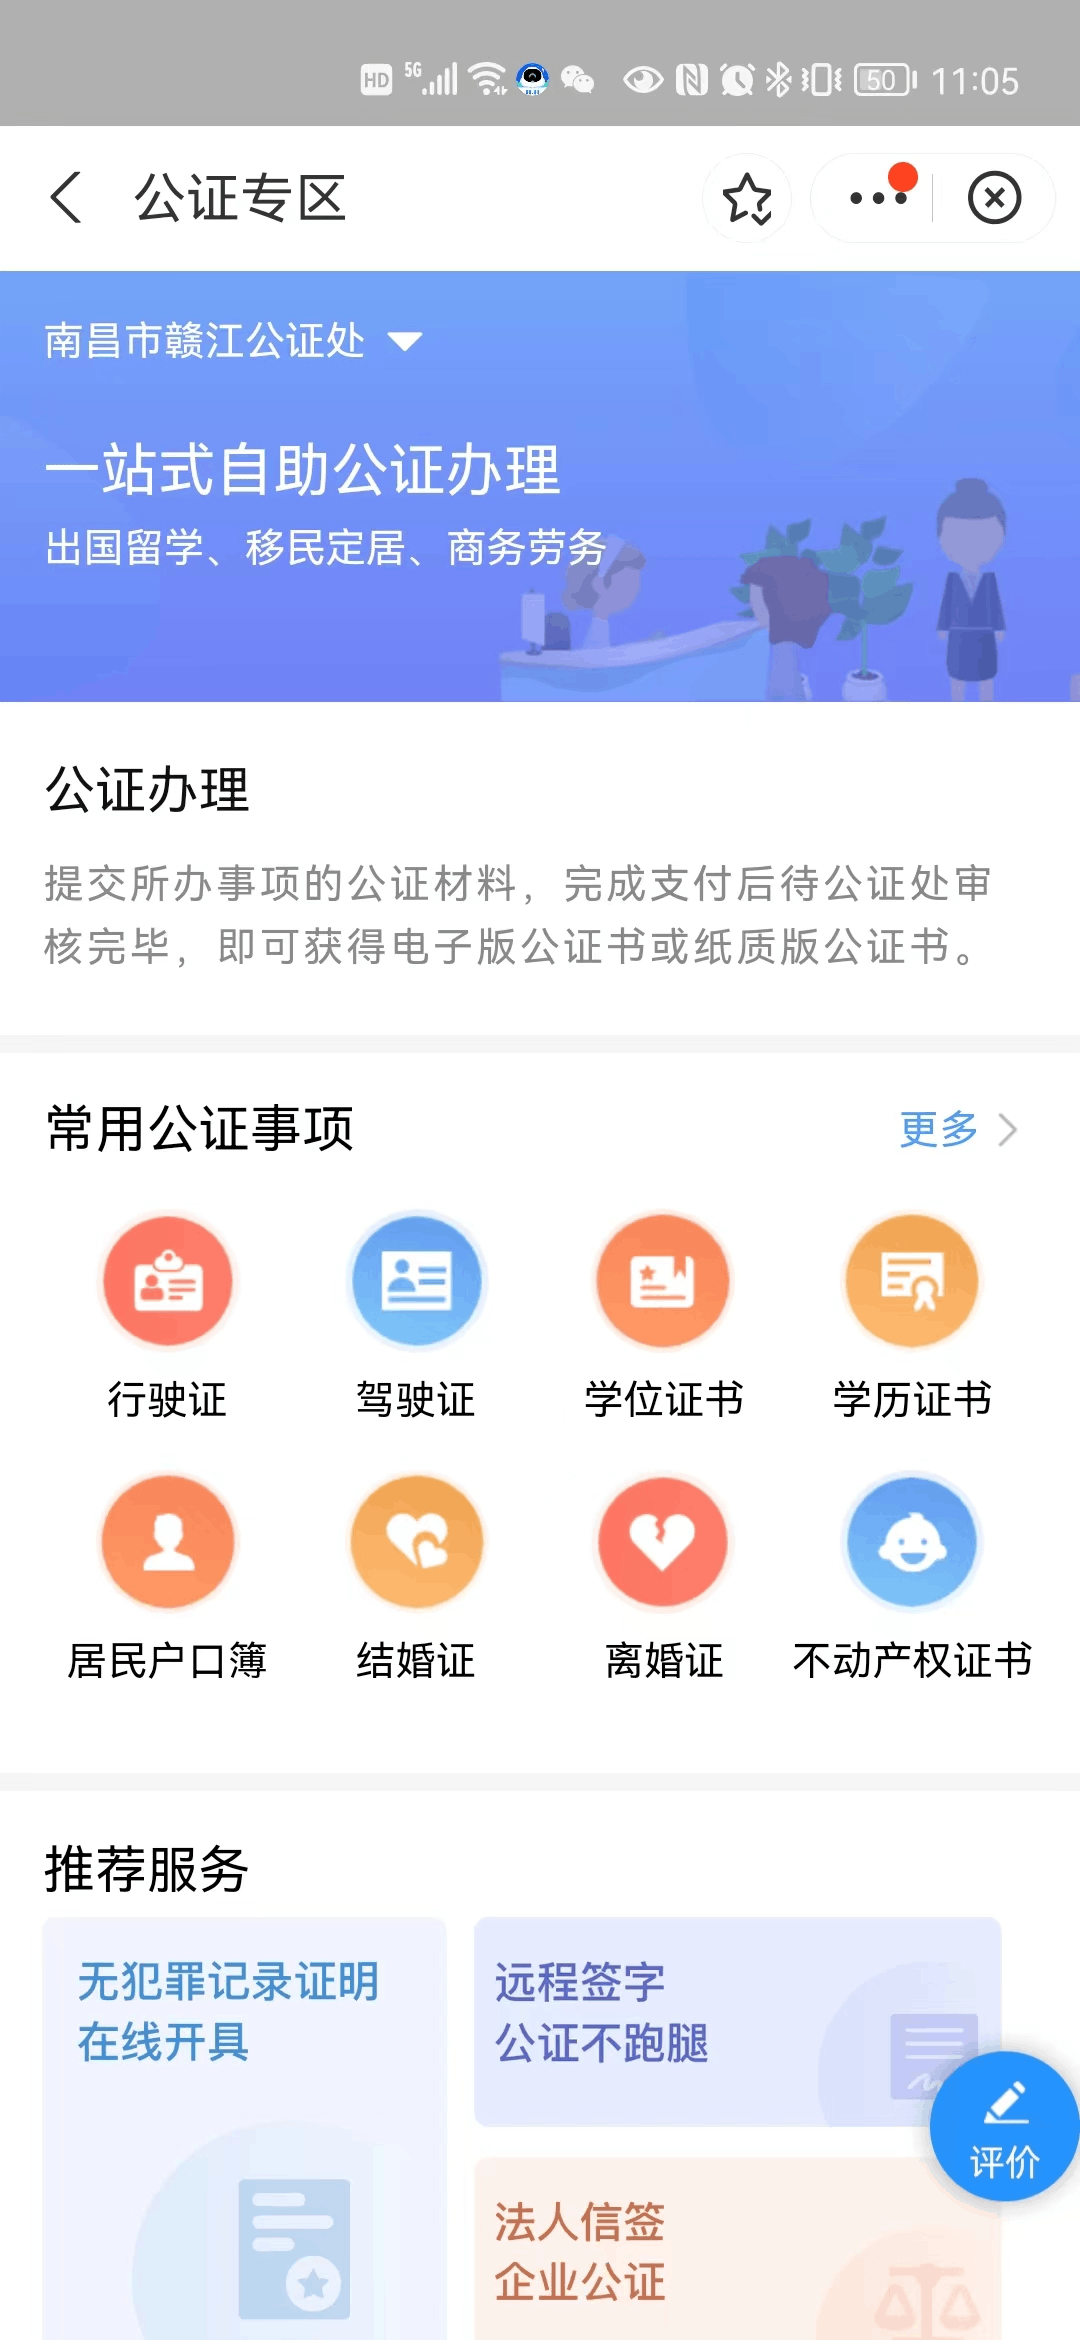 HD 5G 50 11:05
公证专区
南昌市赣江公证处
一站式自助公证办理
出国留学、移民定居、商务劳务
公证办理
提交所办事项的公证材料，完成支付后待公证处审
核完毕，即可获得电子版公证书或纸质版公证书。
常用公证事项 更多
行驶证 驾驶证 学位证书 学历证书
居民户口簿 结婚证 离婚证 不动产权证书
推荐服务
无犯罪记录证明
在线开具
远程签字
公证不跑腿
评价
法人信签
企业公证